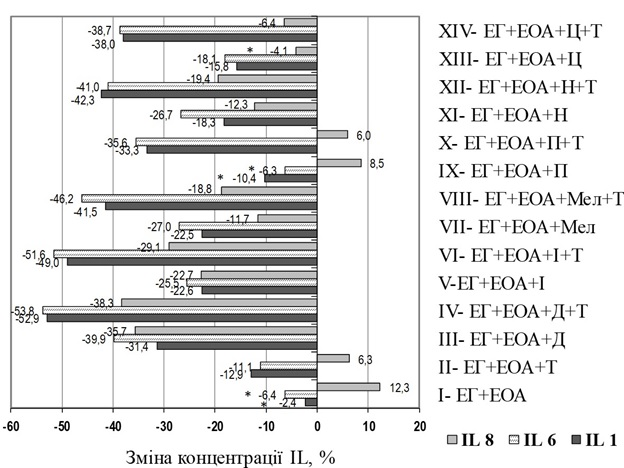 -6,4
-38,7
-38,0
XIV- ЕГ+ЕОА+Ц+Т
* -4,1
-18,1
-15,8
XIII- ЕГ+ЕОА+Ц
-19,4
-41,0
-42,3
XII- ЕГ+ЕОА+Н+Т
-12,3
-26,7
-18,3
XI- ЕГ+ЕОА+Н
6,0
-35,6
-33,3
X- ЕГ+ЕОА+П+Т
8,5
* -6,3
* -10,4
IX- ЕГ+ЕОА+П
-18,8
-46,2
-41,5
VIII- ЕГ+ЕОА+Мел+Т
-11,7
-27,0
-22,5
VII- ЕГ+ЕОА+Мел
-29,1
-51,6
-49,0
VI- ЕГ+ЕОА+І+Т
-22,7
-25,5
-22,6
V-ЕГ+ЕОА+І
-38,3
-53,8
-52,9
IV- ЕГ+ЕОА+Д+Т
-35,7
-39,9
-31,4
III- ЕГ+ЕОА+Д
6,3
-11,1
-12,9
II- ЕГ+ЕОА+Т
12,3
* -6,4
* -2,4
I- ЕГ+ЕОА
-60 -50 -40 -30 -20 -10 0 10 20
IL 8 IL 6 IL 1
Зміна концентрації IL, %